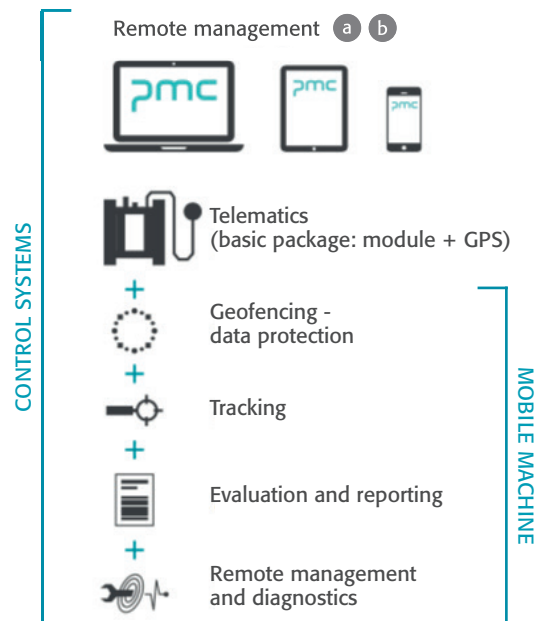 Remote management a b
pmc pmc pmc
Telematics
(basic package: module + GPS)
+
Geofencing -
data protection
+
Tracking
+
Evaluation and reporting
+
Remote management
and diagnostics
CONTROL SYSTEMS
MOBILE MACHINE